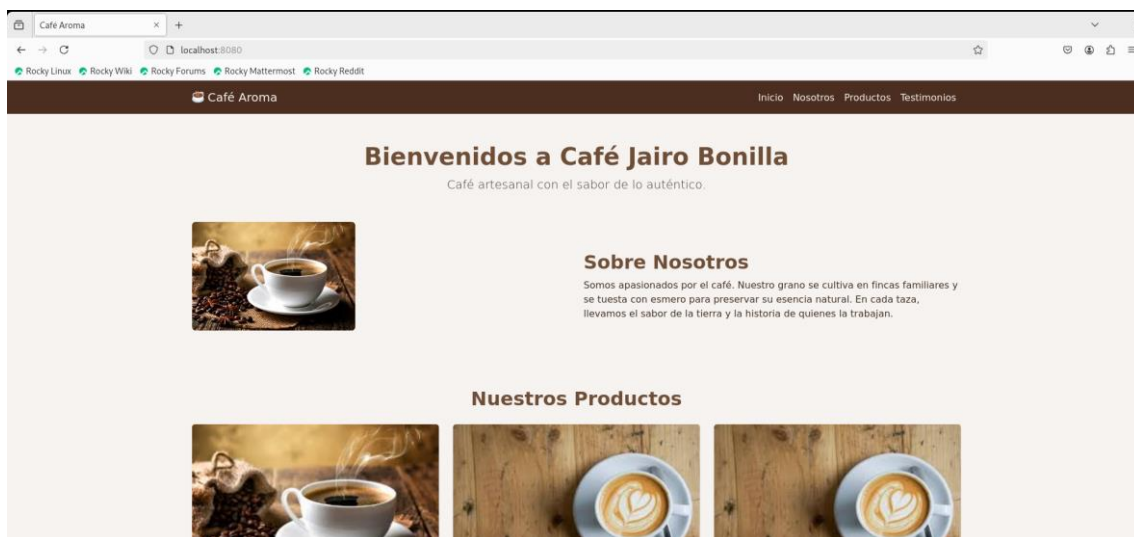 Café Aroma
localhost:8080
Rocky Linux Rocky Wiki Rocky Forums Rocky Mattermost Rocky Reddit
Café Aroma Inicio Nosotros Productos Testimonios
Bienvenidos a Café Jairo Bonilla
Café artesanal con el sabor de lo auténtico.
Sobre Nosotros
Somos apasionados por el café. Nuestro grano se cultiva en fincas familiares y
se tuesta con esmero para preservar su esencia natural. En cada taza,
llevamos el sabor de la tierra y la historia de quienes la trabajan.
Nuestros Productos